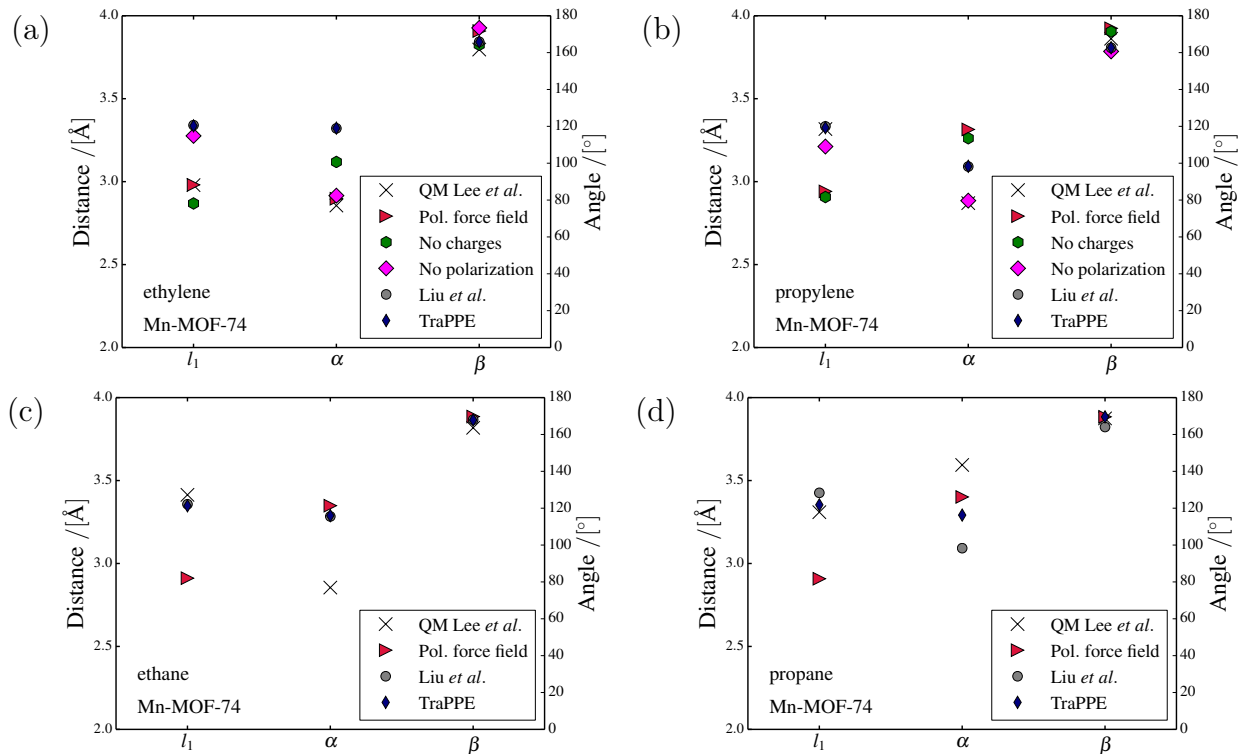 (a)
4.0
3.5
3.0
2.5
2.0
Distance / [Å]
180
160
140
120
100
80
60
40
20
0
Angle / [°]
QM Lee et al.
Pol. force field
No charges
No polarization
Liu et al.
TraPPE
ethylene
Mn-MOF-74
l1
α
β
(b)
4.0
3.5
3.0
2.5
2.0
Distance / [Å]
180
160
140
120
100
80
60
40
20
0
Angle / [°]
QM Lee et al.
Pol. force field
No charges
No polarization
Liu et al.
TraPPE
propylene
Mn-MOF-74
l1
α
β
(c)
4.0
3.5
3.0
2.5
2.0
Distance / [Å]
180
160
140
120
100
80
60
40
20
0
Angle / [°]
QM Lee et al.
Pol. force field
Liu et al.
TraPPE
ethane
Mn-MOF-74
l1
α
β
(d)
4.0
3.5
3.0
2.5
2.0
Distance / [Å]
180
160
140
120
100
80
60
40
20
0
Angle / [°]
QM Lee et al.
Pol. force field
Liu et al.
TraPPE
propane
Mn-MOF-74
l1
α
β